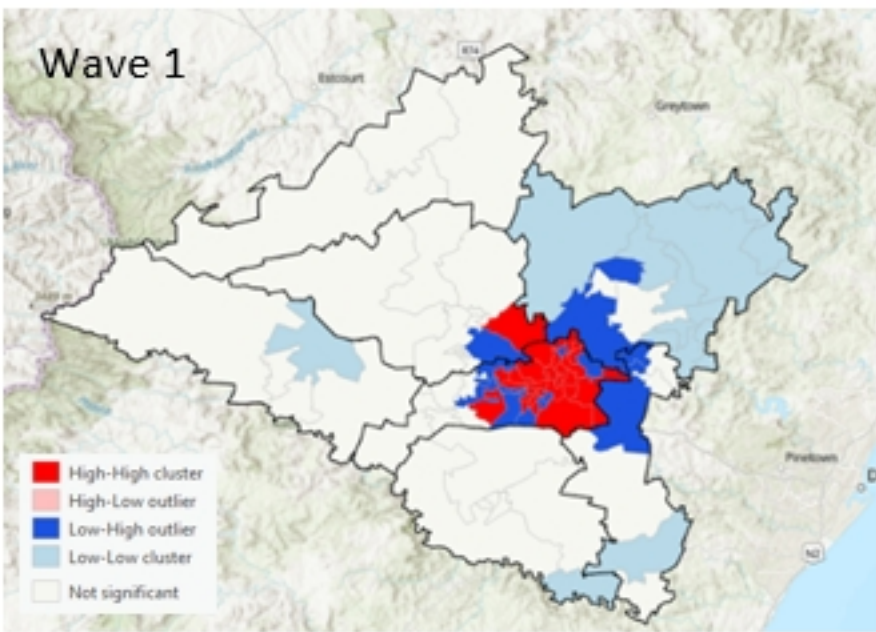 Wave 1
R74
Estcourt
Greytown
High-High cluster
High-Low outlier
Low-High outlier
Low-Low cluster
Not significant
Pinetown
D
N2